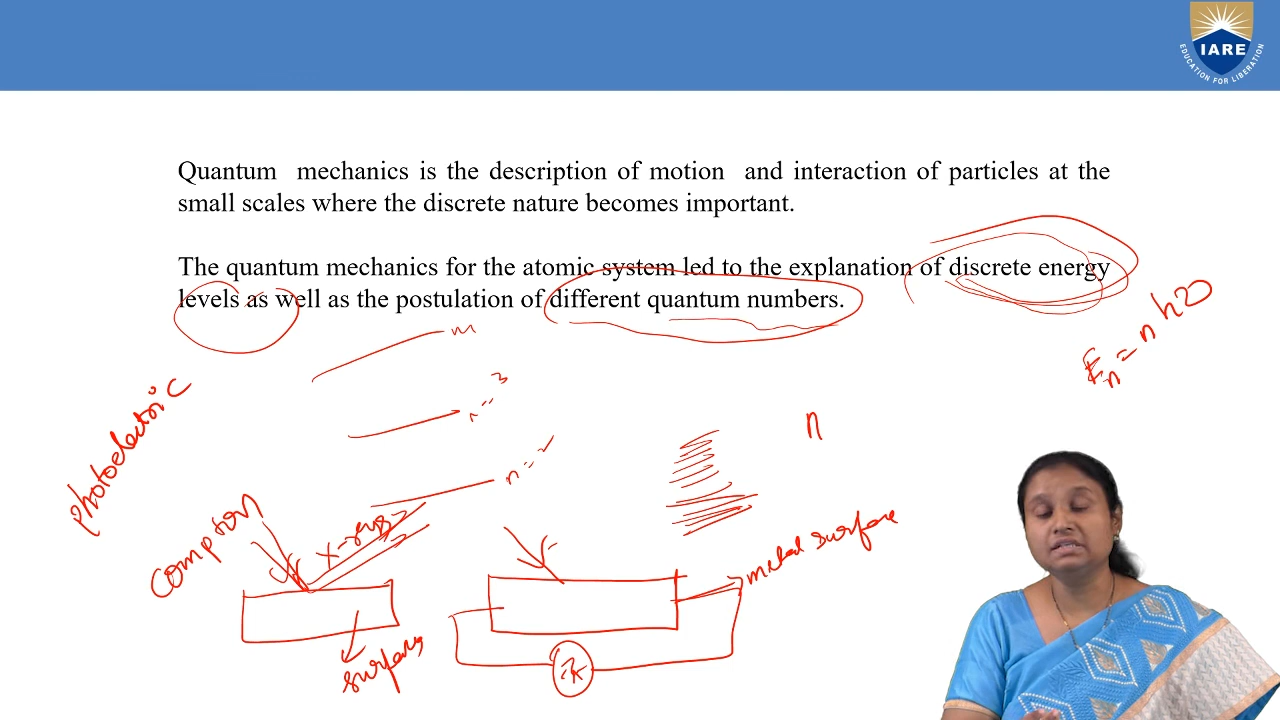 IARE
EDUCATION FOR LIBERATION
Quantum mechanics is the description of motion and interaction of particles at the
small scales where the discrete nature becomes important.
The quantum mechanics for the atomic system led to the explanation of discrete energy
levels as well as the postulation of different quantum numbers.
n
n=3
n=2
En = n h
photoelectric
compton
X-rays
n
metal surface
surface